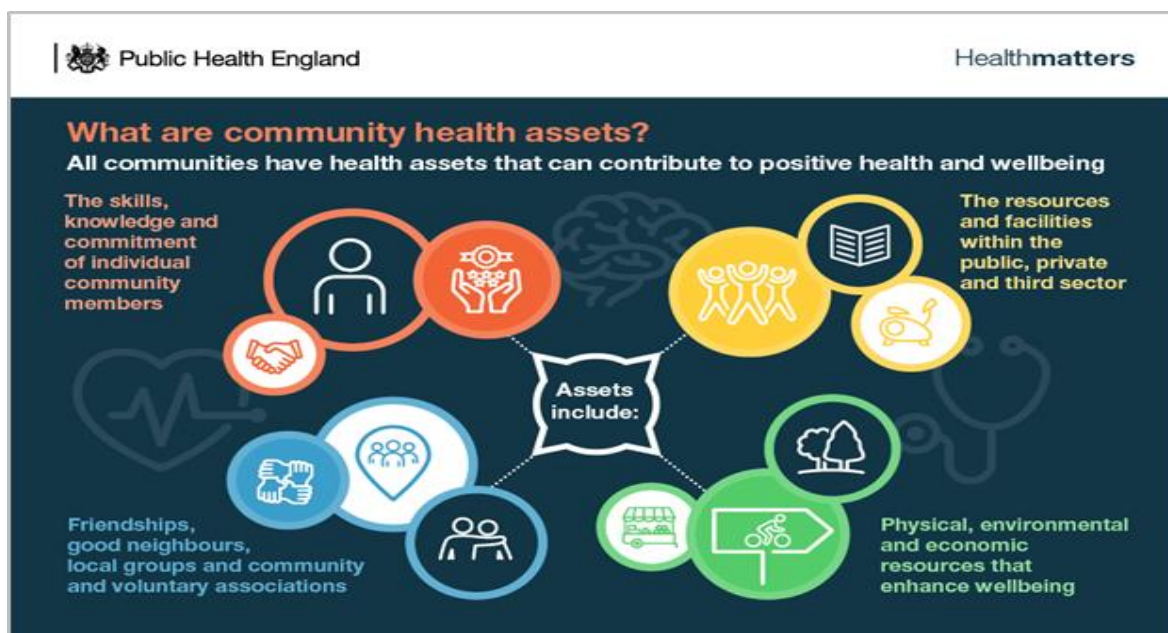 Public Health England
Healthmatters
What are community health assets?
All communities have health assets that can contribute to positive health and wellbeing
The skills,
knowledge and
commitment
of individual
community
members
The resources
and facilities
within the
public, private
and third sector
Assets
include:
Friendships,
good neighbours,
local groups and community
and voluntary associations
Physical, environmental
and economic
resources that
enhance wellbeing